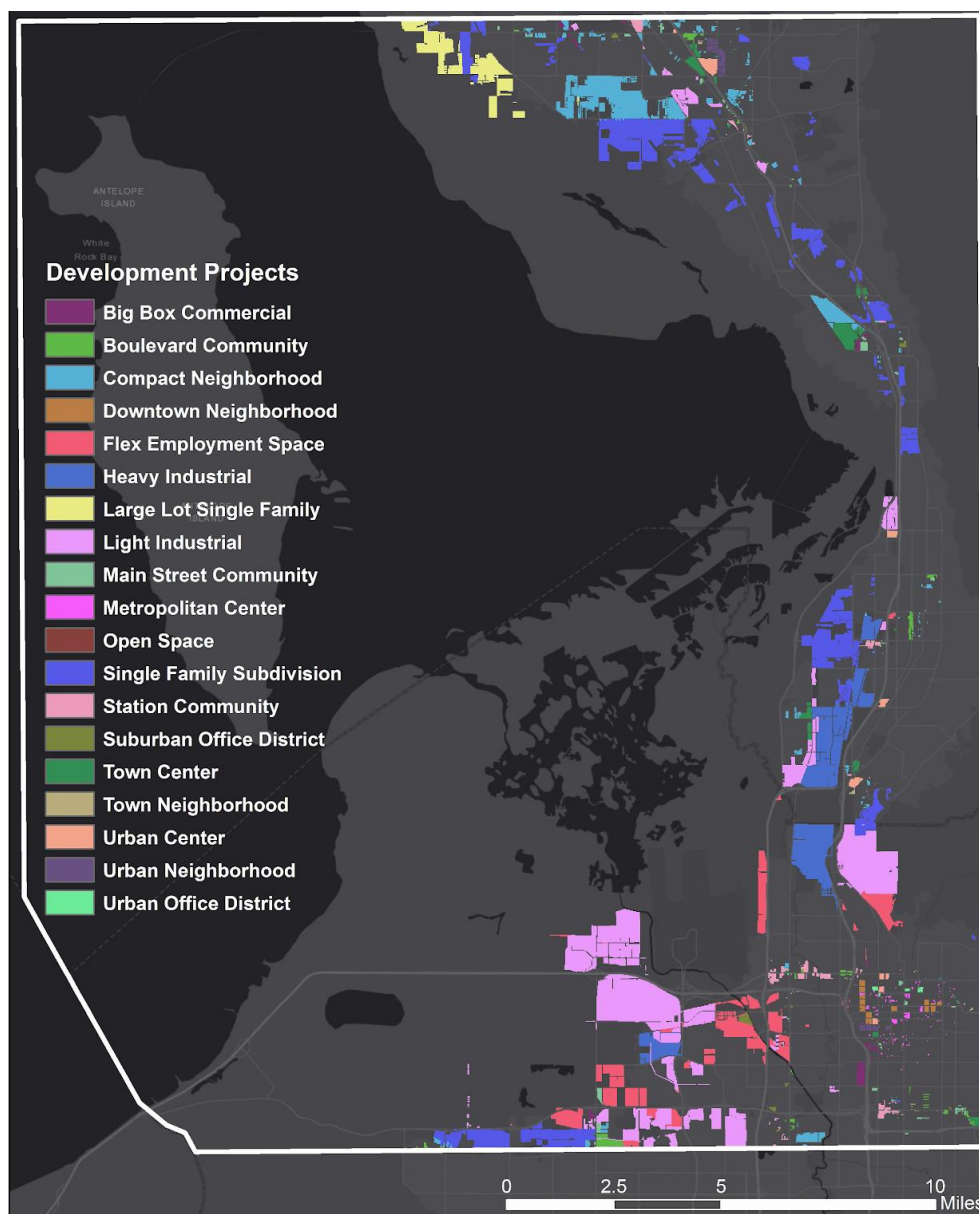 ANTELOPE
ISLAND
White
Rock Bay
Development Projects
Big Box Commercial
Boulevard Community
Compact Neighborhood
Downtown Neighborhood
Flex Employment Space
Heavy Industrial
Large Lot Single Family
ISLAND
Light Industrial
Main Street Community
Metropolitan Center
Open Space
Single Family Subdivision
Station Community
Suburban Office District
Town Center
Town Neighborhood
Urban Center
Urban Neighborhood
Urban Office District
0 2.5 5 10
Miles